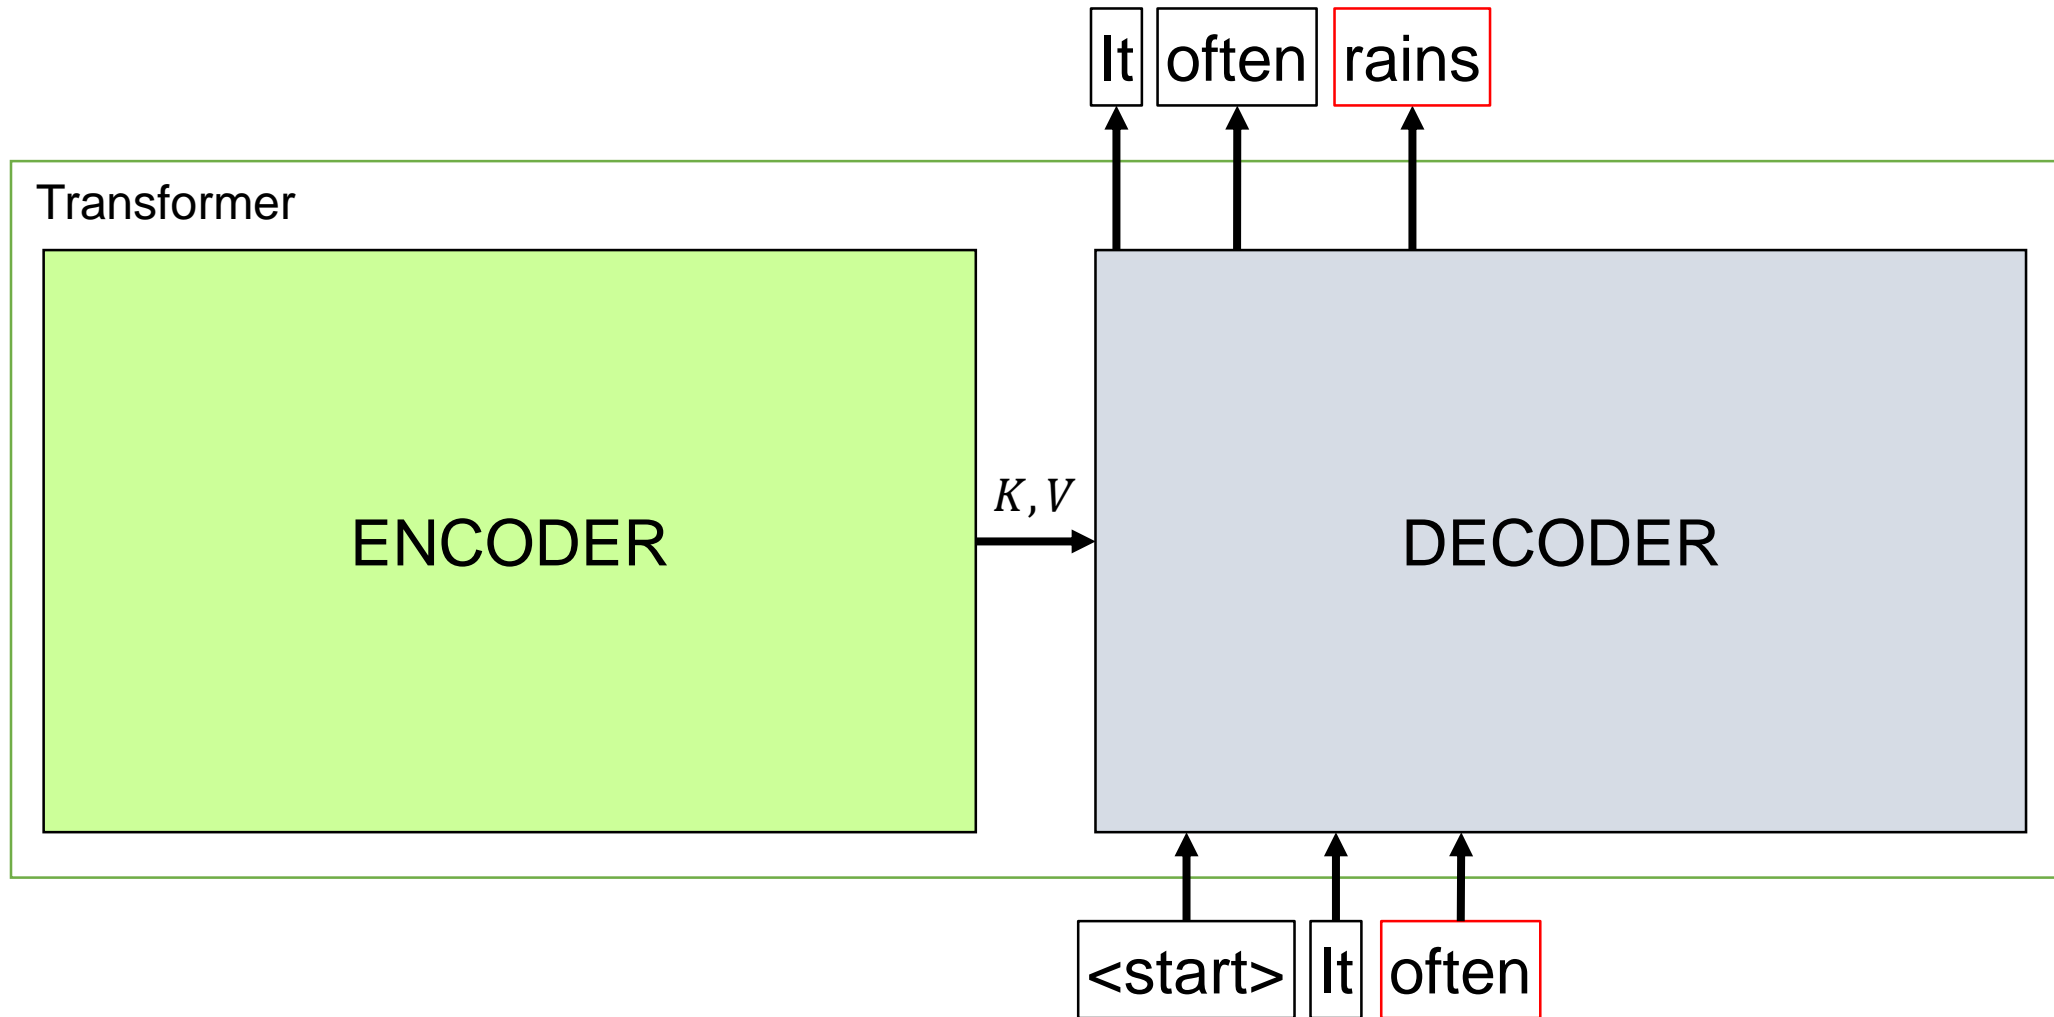 It often rains
Transformer
K, V
ENCODER
DECODER
<start> It often